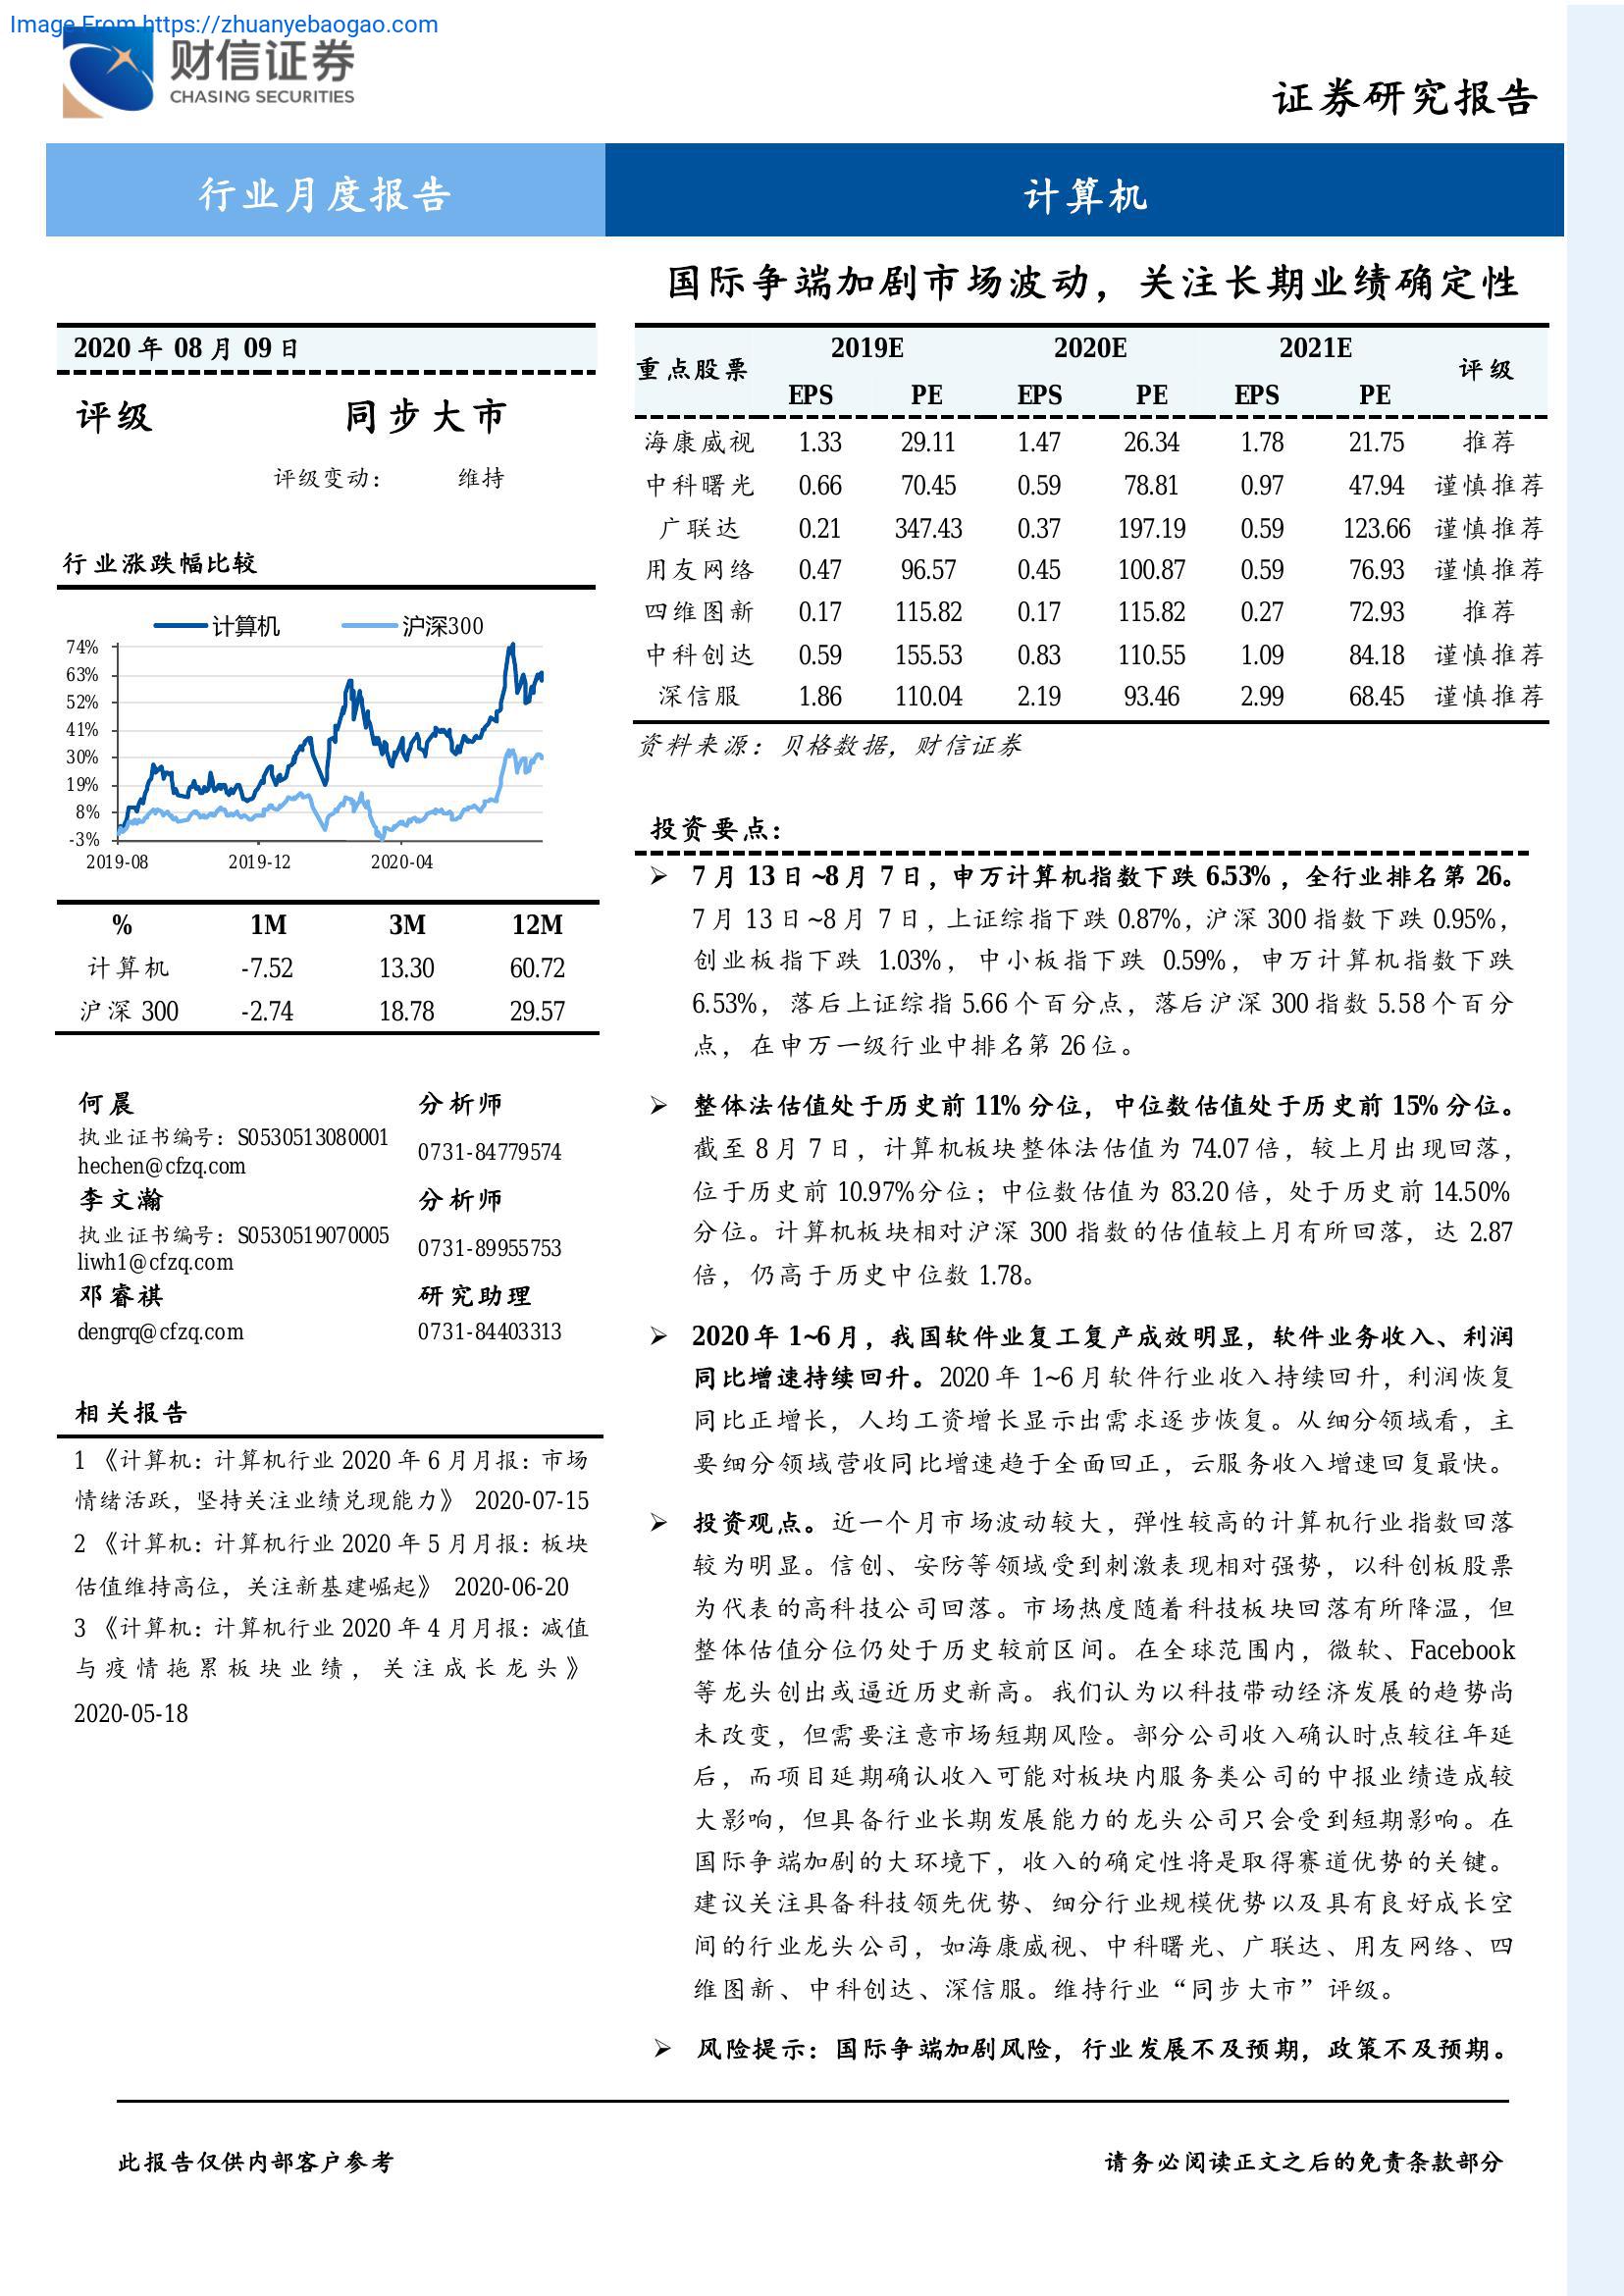 Image From https://zhuanyebaogao.com
财信证券
CHASING SECURITIES
证券研究报告
行业月度报告
计算机
国际争端加剧市场波动，关注长期业绩确定性
2020 年 08 月 09 日
评级 同步大市
评级变动： 维持
行业涨跌幅比较
计算机 沪深300
74%
63%
52%
41%
30%
19%
8%
-3%
2019-08 2019-12 2020-04
% 1M 3M 12M
计算机 -7.52 13.30 60.72
沪深 300 -2.74 18.78 29.57
何晨 分析师
执业证书编号：S0530513080001
0731-84779574
hechen@cfzq.com
李文瀚 分析师
执业证书编号：S0530519070005
0731-89955753
liwh1@cfzq.com
邓睿祺 研究助理
dengrq@cfzq.com 0731-84403313
相关报告
1 《计算机：计算机行业 2020 年 6 月月报：市场
情绪活跃，坚持关注业绩兑现能力》 2020-07-15
2 《计算机：计算机行业 2020 年 5 月月报：板块
估值维持高位，关注新基建崛起》 2020-06-20
3 《计算机：计算机行业 2020 年 4 月月报：减值
与疫情拖累板块业绩，关注成长龙头》
2020-05-18
重点股票 2019E 2020E 2021E 评级
EPS PE EPS PE EPS PE
海康威视 1.33 29.11 1.47 26.34 1.78 21.75 推荐
中科曙光 0.66 70.45 0.59 78.81 0.97 47.94 谨慎推荐
广联达 0.21 347.43 0.37 197.19 0.59 123.66 谨慎推荐
用友网络 0.47 96.57 0.45 100.87 0.59 76.93 谨慎推荐
四维图新 0.17 115.82 0.17 115.82 0.27 72.93 推荐
中科创达 0.59 155.53 0.83 110.55 1.09 84.18 谨慎推荐
深信服 1.86 110.04 2.19 93.46 2.99 68.45 谨慎推荐
资料来源：贝格数据，财信证券
投资要点：
➢ 7 月 13 日~8 月 7 日，申万计算机指数下跌 6.53%，全行业排名第 26。
7 月 13 日~8 月 7 日，上证综指下跌 0.87%，沪深 300 指数下跌 0.95%，
创业板指下跌 1.03%，中小板指下跌 0.59%，申万计算机指数下跌
6.53%，落后上证综指 5.66 个百分点，落后沪深 300 指数 5.58 个百分
点，在申万一级行业中排名第 26 位。
➢ 整体法估值处于历史前 11% 分位，中位数估值处于历史前 15% 分位。
截至 8 月 7 日，计算机板块整体法估值为 74.07 倍，较上月出现回落，
位于历史前 10.97%分位；中位数估值为 83.20 倍，处于历史前 14.50%
分位。计算机板块相对沪深 300 指数的估值较上月有所回落，达 2.87
倍，仍高于历史中位数 1.78。
➢ 2020 年 1~6 月，我国软件业复工复产成效明显，软件业务收入、利润
同比增速持续回升。2020 年 1~6 月软件行业收入持续回升，利润恢复
同比正增长，人均工资增长显示出需求逐步恢复。从细分领域看，主
要细分领域营收同比增速趋于全面回正，云服务收入增速回复最快。
➢ 投资观点。近一个月市场波动较大，弹性较高的计算机行业指数回落
较为明显。信创、安防等领域受到刺激表现相对强势，以科创板股票
为代表的高科技公司回落。市场热度随着科技板块回落有所降温，但
整体估值分位仍处于历史较前区间。在全球范围内，微软、Facebook
等龙头创出或逼近历史新高。我们认为以科技带动经济发展的趋势尚
未改变，但需要注意市场短期风险。部分公司收入确认时点较往年延
后，而项目延期确认收入可能对板块内服务类公司的中报业绩造成较
大影响，但具备行业长期发展能力的龙头公司只会受到短期影响。在
国际争端加剧的大环境下，收入的确定性将是取得赛道优势的关键。
建议关注具备科技领先优势、细分行业规模优势以及具有良好成长空
间的行业龙头公司，如海康威视、中科曙光、广联达、用友网络、四
维图新、中科创达、深信服。维持行业“同步大市”评级。
➢ 风险提示：国际争端加剧风险，行业发展不及预期，政策不及预期。
此报告仅供内部客户参考
请务必阅读正文之后的免责条款部分